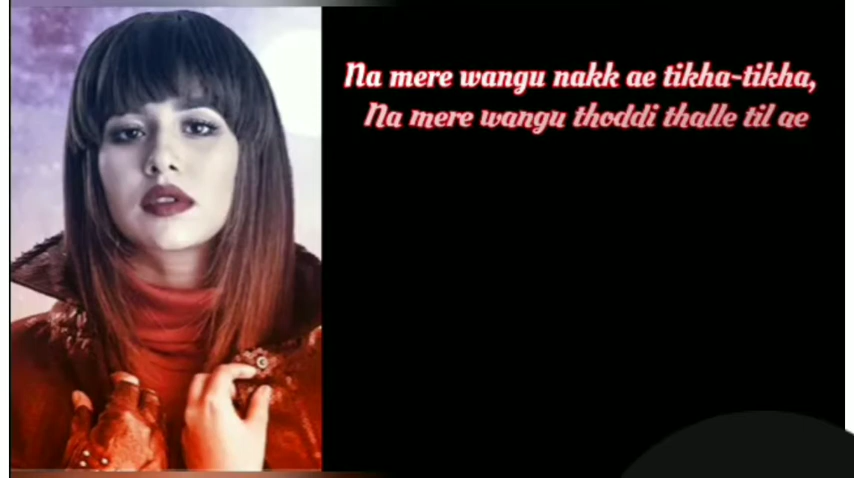 Na mere wangu nakk ae tikha-tikha,
Na mere wangu thoddi thalle til ae